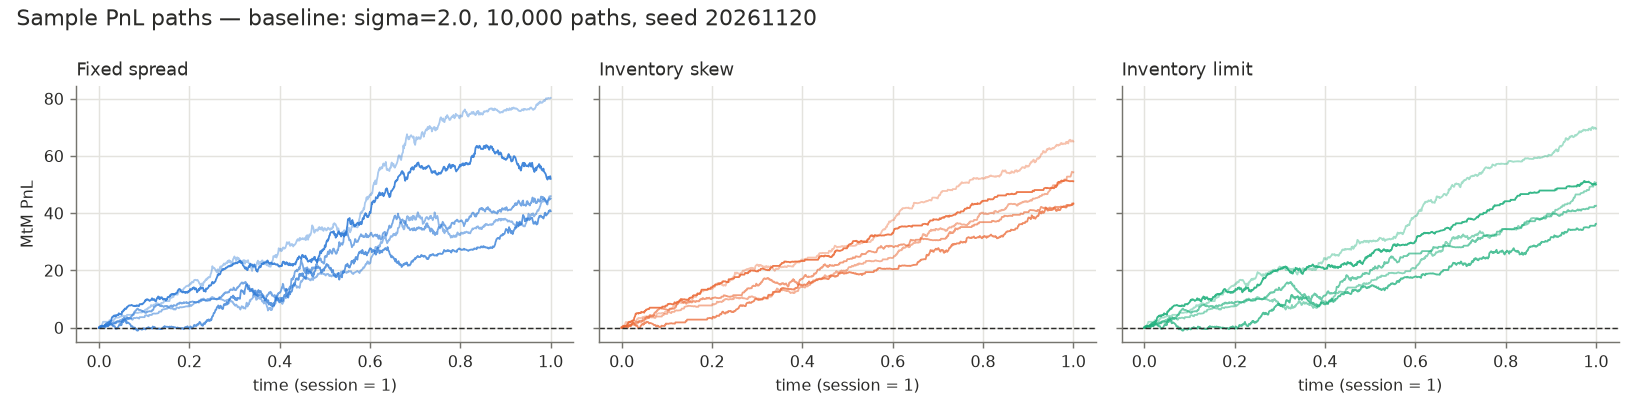 Sample PnL paths — baseline: sigma=2.0, 10,000 paths, seed 20261120
Fixed spread
Inventory skew
Inventory limit
MtM PnL
80
60
40
20
0
0.0 0.2 0.4 0.6 0.8 1.0
0.0 0.2 0.4 0.6 0.8 1.0
0.0 0.2 0.4 0.6 0.8 1.0
time (session = 1)
time (session = 1)
time (session = 1)